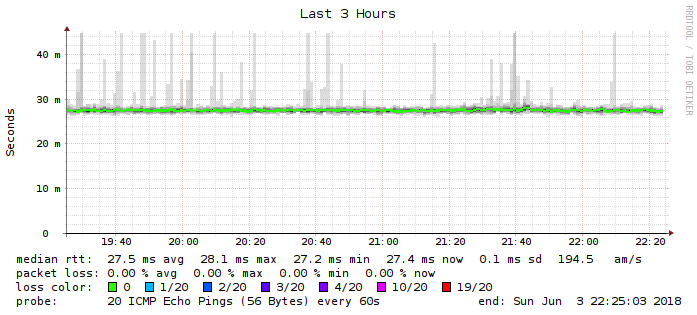 Last 3 Hours
RRDTOOL / TOBI OETIKER
Seconds
40 m
30 m
20 m
10 m
0
19:40 20:00 20:20 20:40 21:00 21:20 21:40 22:00 22:20
median rtt: 27.5 ms avg 28.1 ms max 27.2 ms min 27.4 ms now 0.1 ms sd 194.5 am/s
packet loss: 0.00 % avg 0.00 % max 0.00 % min 0.00 % now
loss color: 0 1/20 2/20 3/20 4/20 10/20 19/20
probe: 20 ICMP Echo Pings (56 Bytes) every 60s end: Sun Jun 3 22:25:03 2018